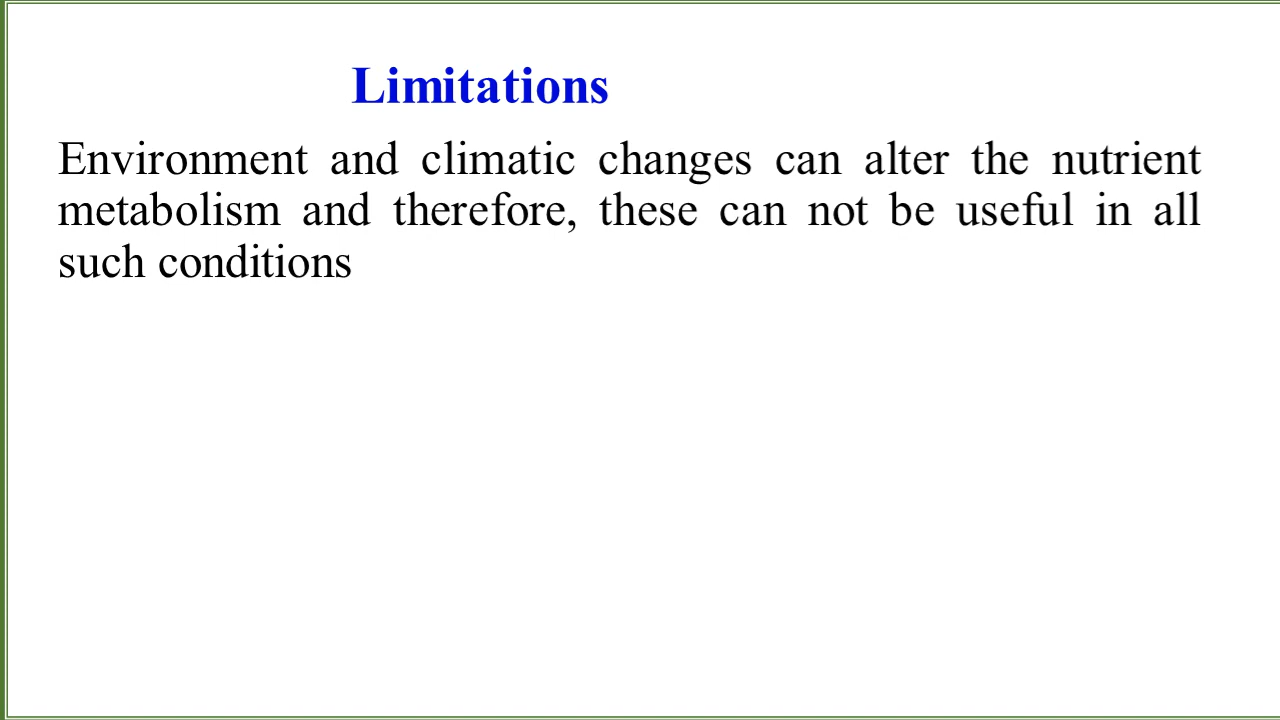 Limitations
Environment and climatic changes can alter the nutrient
metabolism and therefore, these can not be useful in all
such conditions